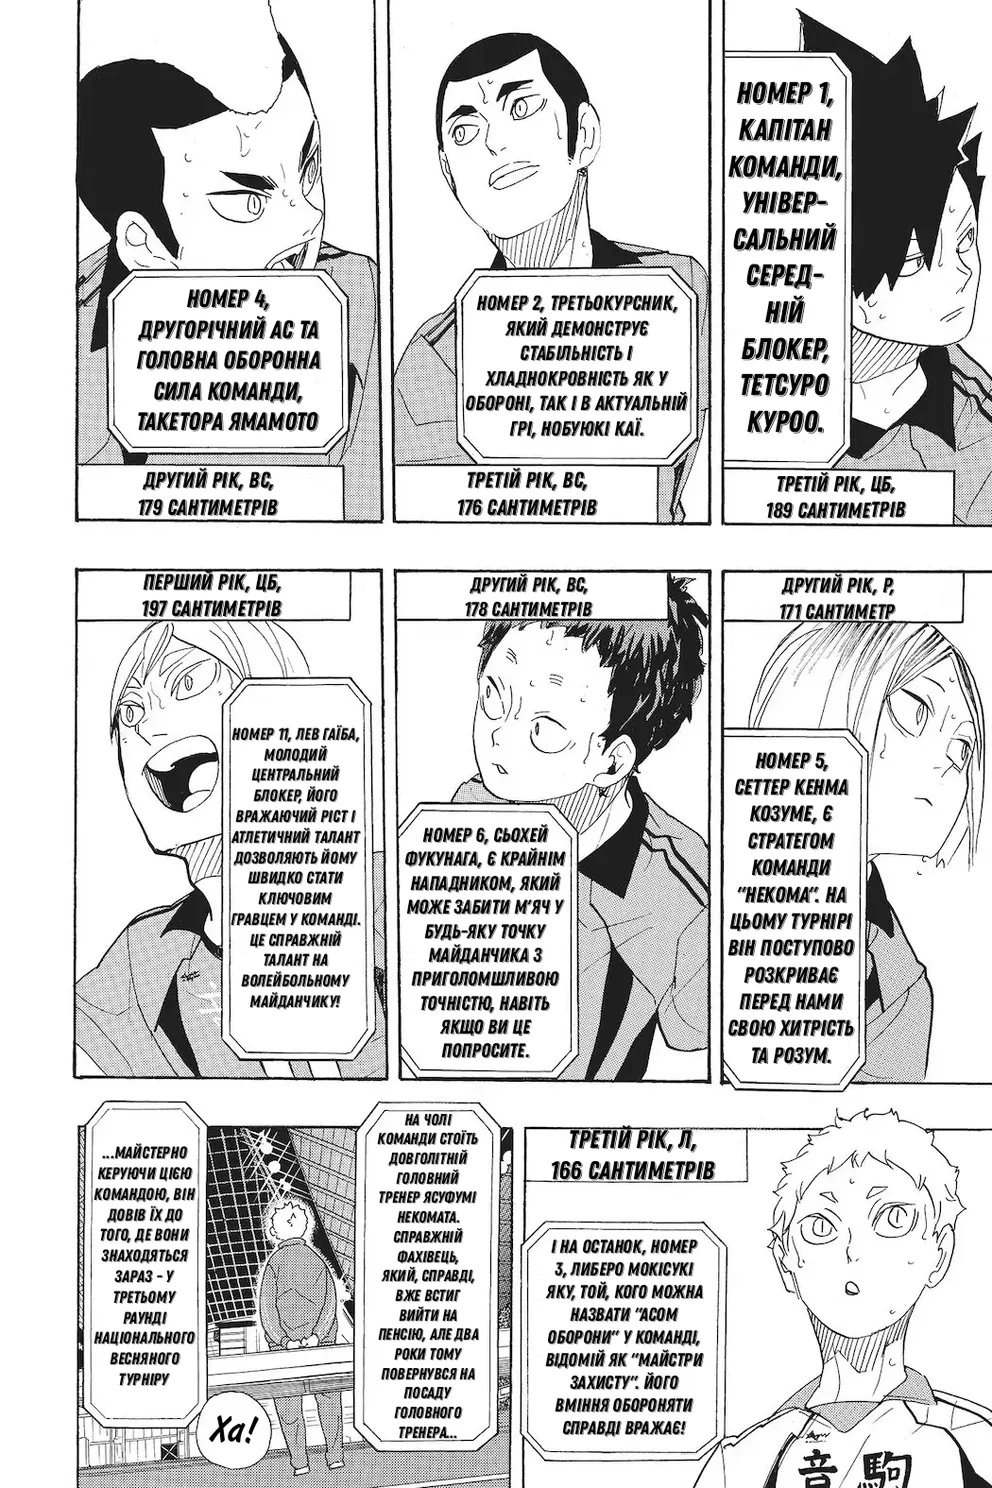 НОМЕР 1,
КАПІТАН
КОМАНДИ,
УНІВЕР-
САЛЬНИЙ
СЕРЕД-
НІЙ
БЛОКЕР,
ТЕТСУРО
КУРОО.
ТРЕТІЙ РІК, ЦБ,
189 САНТИМЕТРІВ
НОМЕР 2, ТРЕТЬОКУРСНИК,
ЯКИЙ ДЕМОНСТРУЄ
СТАБІЛЬНІСТЬ І
ХЛАДНОКРОВНІСТЬ ЯК У
ОБОРОНІ, ТАК І В АКТУАЛЬНІЙ
ГРІ, НОБУЮКІ КАЇ.
ТРЕТІЙ РІК, ВС,
176 САНТИМЕТРІВ
НОМЕР 4,
ДРУГОРІЧНИЙ АС ТА
ГОЛОВНА ОБОРОННА
СИЛА КОМАНДИ,
ТАКЕТОРА ЯМАМОТО
ДРУГИЙ РІК, ВС,
179 САНТИМЕТРІВ
ДРУГИЙ РІК, Р,
171 САНТИМЕТР
НОМЕР 5,
СЕТТЕР КЕНМА
КОЗУМЕ, Є
СТРАТЕГОМ
КОМАНДИ
"НЕКОМА". НА
ЦЬОМУ ТУРНІРІ
ВІН ПОСТУПОВО
РОЗКРИВАЄ
ПЕРЕД НАМИ
СВОЮ ХИТРІСТЬ
ТА РОЗУМ.
ДРУГИЙ РІК, ВС,
178 САНТИМЕТРІВ
НОМЕР 6, СЬОХЕЙ
ФУКУНАГА, Є КРАЙНІМ
НАПАДНИКОМ, ЯКИЙ
МОЖЕ ЗАБИТИ М'ЯЧ У
БУДЬ-ЯКУ ТОЧКУ
МАЙДАНЧИКА З
ПРИГОЛОМШЛИВОЮ
ТОЧНІСТЮ, НАВІТЬ
ЯКЩО ВИ ЦЕ
ПОПРОСИТЕ.
ПЕРШИЙ РІК, ЦБ,
197 САНТИМЕТРІВ
НОМЕР 11, ЛЕВ ГАЇБА,
МОЛОДИЙ
ЦЕНТРАЛЬНИЙ
БЛОКЕР, ЙОГО
ВРАЖАЮЧИЙ РІСТ І
АТЛЕТИЧНИЙ ТАЛАНТ
ДОЗВОЛЯЮТЬ ЙОМУ
ШВИДКО СТАТИ
КЛЮЧОВИМ
ГРАВЦЕМ У КОМАНДІ.
ЦЕ СПРАВЖНІЙ
ТАЛАНТ НА
ВОЛЕЙБОЛЬНОМУ
МАЙДАНЧИКУ!
ТРЕТІЙ РІК, Л,
166 САНТИМЕТРІВ
І НА ОСТАНОК, НОМЕР
3, ЛИБЕРО МОКІСУКІ
ЯКУ, ТОЙ, КОГО МОЖНА
НАЗВАТИ "АСОМ
ОБОРОНИ" У КОМАНДІ,
ВІДОМІЙ ЯК "МАЙСТРИ
ЗАХИСТУ". ЙОГО
ВМІННЯ ОБОРОНЯТИ
СПРАВДІ ВРАЖАЄ!
音駒
НА ЧОЛІ
КОМАНДИ СТОЇТЬ
ДОВГОЛІТНІЙ
ГОЛОВНИЙ
ТРЕНЕР ЯСУФУМІ
НЕКОМАТА.
СПРАВЖНІЙ
ФАХІВЕЦЬ,
ЯКИЙ, СПРАВДІ,
ВЖЕ ВСТИГ
ВИЙТИ НА
ПЕНСІЮ, АЛЕ ДВА
РОКИ ТОМУ
ПОВЕРНУВСЯ НА
ПОСАДУ
ГОЛОВНОГО
ТРЕНЕРА...
...МАЙСТЕРНО
КЕРУЮЧИ ЦІЄЮ
КОМАНДОЮ, ВІН
ДОВІВ ЇХ ДО
ТОГО, ДЕ ВОНИ
ЗНАХОДЯТЬСЯ
ЗАРАЗ - У
ТРЕТЬОМУ
РАУНДІ
НАЦІОНАЛЬНОГО
ВЕСНЯНОГО
ТУРНІРУ
Ха!